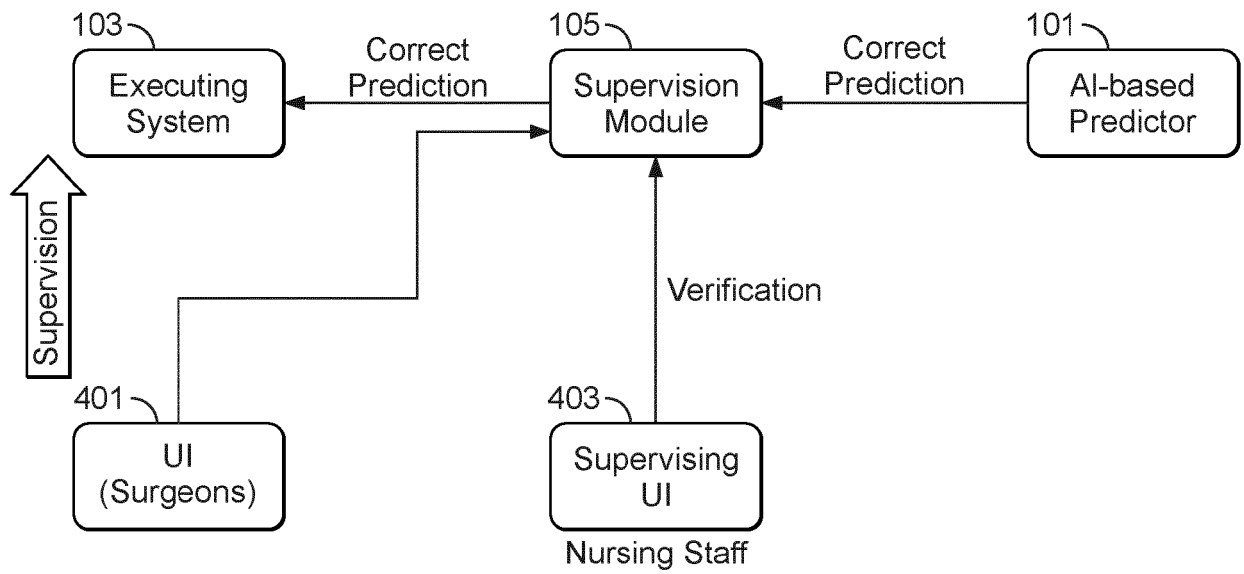 103
105
101
Executing
System
Correct
Prediction
Supervision
Module
Correct
Prediction
AI-based
Predictor
Supervision
Verification
401
403
UI
(Surgeons)
Supervising
UI
Nursing Staff